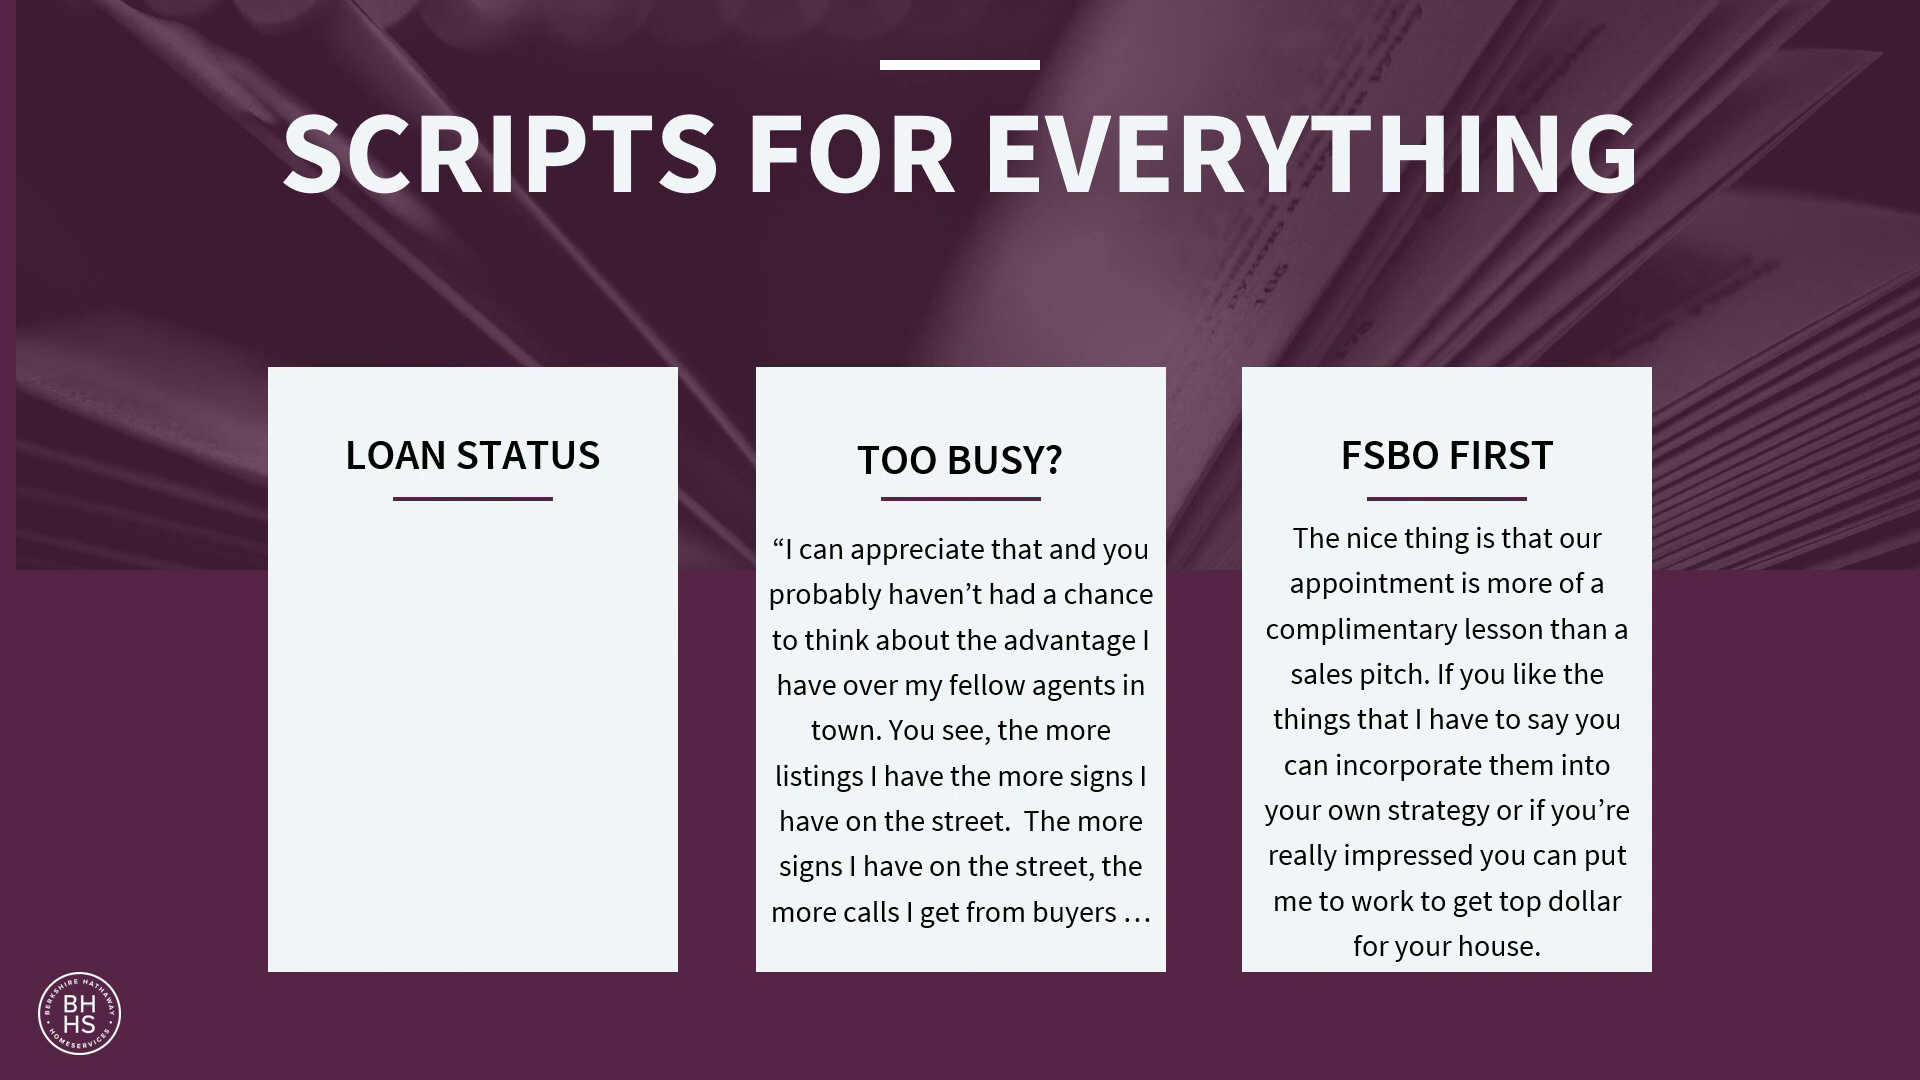 SCRIPTS FOR EVERYTHING
LOAN STATUS
TOO BUSY?
“I can appreciate that and you
probably haven’t had a chance
to think about the advantage I
have over my fellow agents in
town. You see, the more
listings I have the more signs I
have on the street.  The more
signs I have on the street, the
more calls I get from buyers …
FSBO FIRST
The nice thing is that our
appointment is more of a
complimentary lesson than a
sales pitch. If you like the
things that I have to say you
can incorporate them into
your own strategy or if you’re
really impressed you can put
me to work to get top dollar
for your house.
BERKSHIRE HATHAWAY
BH
HS
HOMESERVICES
165